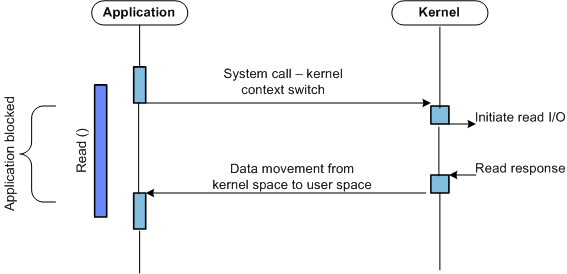 Application
Kernel
System call – kernel
context switch
Initiate read I/O
Application blocked
Read ()
Data movement from
kernel space to user space
Read response